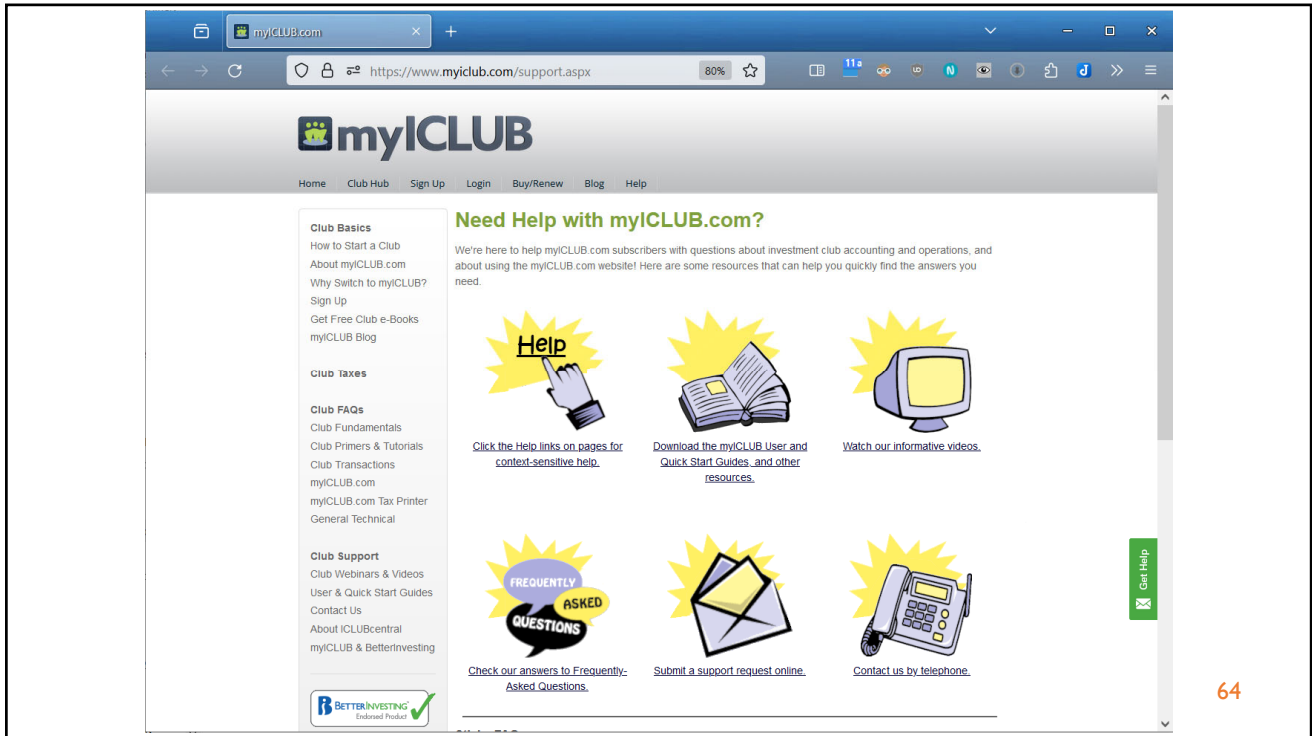 myICLUB.com
https://www.myiclub.com/support.aspx
80%
11a
myICLUB
Home Club Hub Sign Up Login Buy/Renew Blog Help
Club Basics
How to Start a Club
About myICLUB.com
Why Switch to myICLUB?
Sign Up
Get Free Club e-Books
myICLUB Blog
Club Taxes
Club FAQs
Club Fundamentals
Club Primers & Tutorials
Club Transactions
myICLUB.com
myICLUB.com Tax Printer
General Technical
Club Support
Club Webinars & Videos
User & Quick Start Guides
Contact Us
About ICLUBcentral
myICLUB & BetterInvesting
BETTERINVESTING
Endorsed Product
Need Help with myICLUB.com?
We're here to help myICLUB.com subscribers with questions about investment club accounting and operations, and
about using the myICLUB.com website! Here are some resources that can help you quickly find the answers you
need.
Help
Click the Help links on pages for
context-sensitive help.
Download the myICLUB User and
Quick Start Guides, and other
resources.
Watch our informative videos.
FREQUENTLY
ASKED
QUESTIONS
Check our answers to Frequently-
Asked Questions.
Submit a support request online.
Contact us by telephone.
Get Help
64